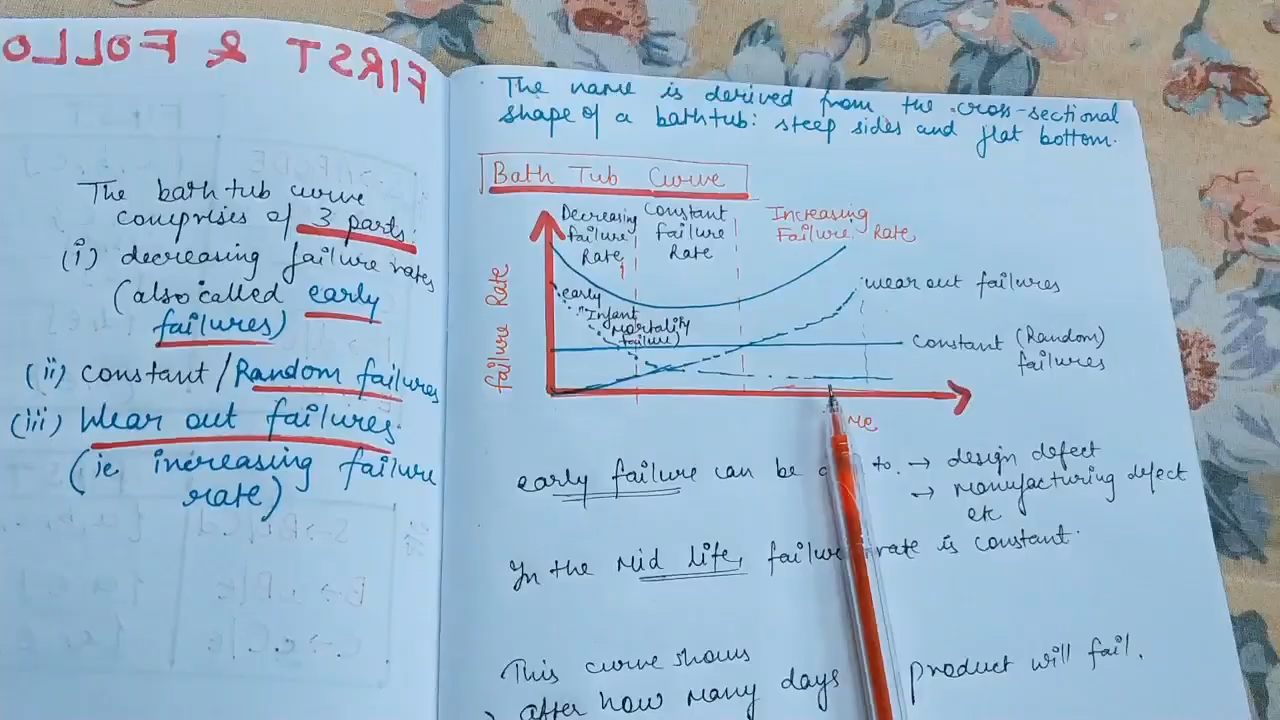 FIRST & FOLLO
The bath tub curve
comprises of 3 parts.
(i) decreasing failure rates
(also called early
failures)
(ii) constant/Random failures
(iii) Wear out failures.
(ie increasing failure
rate)
The name is derived from the cross-sectional
shape of a bathtub: steep sides and flat bottom.
Bath Tub Curve
Decreasing
failure
Rate
Constant
Failure
Rate
Increasing
Failure Rate
failure Rate
early
Infant
Mortality
failure)
wear out failures
Constant (Random)
failures
me
early failure can be to. → design defect
→ manufacturing defect
etc
In the Mid life, failure rate is constant.
This curve shows
after how many days product will fail.